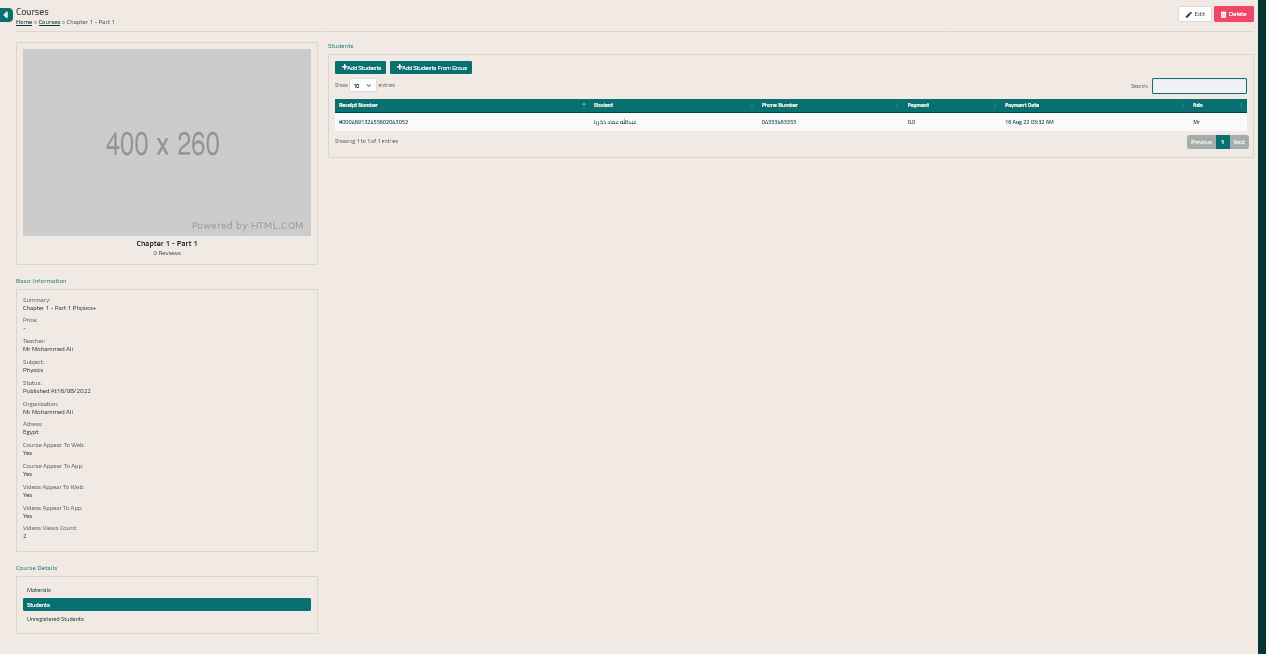 Courses
Home > Courses > Chapter 1 - Part 1
Edit
Delete
400 x 260
Powered by HTML.COM
Chapter 1 - Part 1
0 Reviews
Basic Information
Summary:
Chapter 1 - Part 1 Physics+
Price:
-
Teacher:
Mr Mohammed Ali
Subject:
Physics
Status:
Published At16/08/2022
Organization:
Mr Mohammed Ali
Adress:
Egypt
Course Appear To Web:
Yes
Course Appear To App:
Yes
Videos Appear To Web:
Yes
Videos Appear To App:
Yes
Videos Views Count:
2
Course Details
Materials
Students
Unregistered Students
Students
+Add Students +Add Students From Group
Show 10 entries
Search:
Receipt Number Student Phone Number Payment Payment Date Adm
عبدالله عماد زكريا 0.0 16 Aug 22 03:32 AM Mr
Showing 1 to 1 of 1 entries
Previous 1 Next